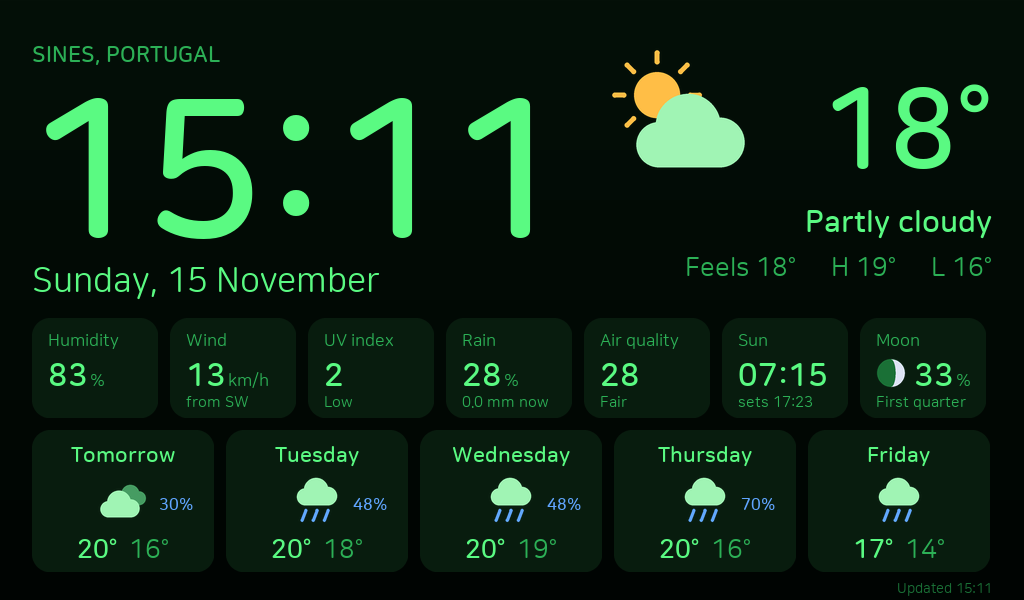 SINES, PORTUGAL
15:11
18°
Partly cloudy
Feels 18° H 19° L 16°
Sunday, 15 November
Humidity
83 %
Wind
13 km/h
from SW
UV index
2
Low
Rain
28 %
0.0 mm now
Air quality
28
Fair
Sun
07:15
sets 17:23
Moon
33 %
First quarter
Tomorrow
30%
20° 16°
Tuesday
48%
20° 18°
Wednesday
48%
20° 19°
Thursday
70%
20° 16°
Friday
17° 14°
Updated 15:11